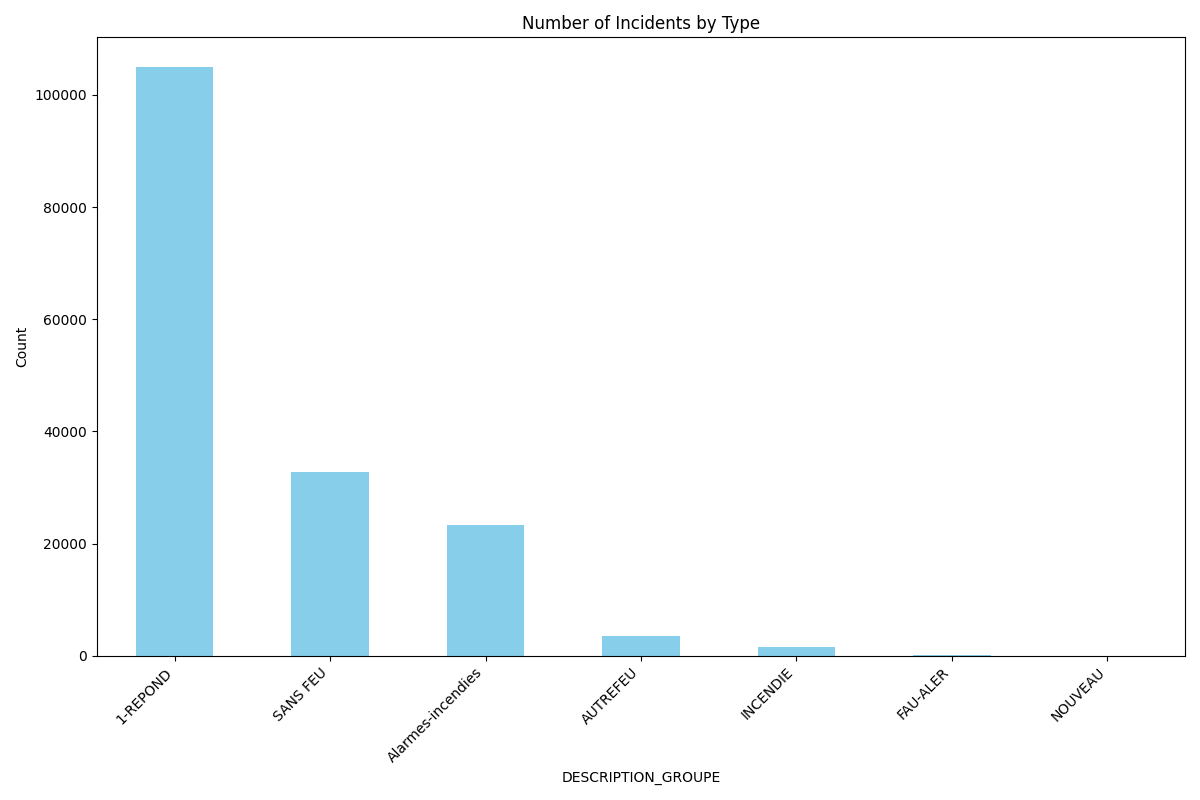 Number of Incidents by Type
100000
80000
60000
40000
20000
0
Count
1-REPOND
SANS FEU
Alarmes-incendies
AUTREFEU
INCENDIE
FAU-ALER
NOUVEAU
DESCRIPTION_GROUPE